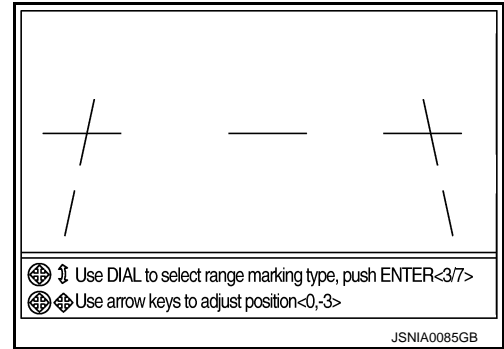 Use DIAL to select range marking type, push ENTER<3/7>
Use arrow keys to adjust position<0,-3>
JSNIA0085GB